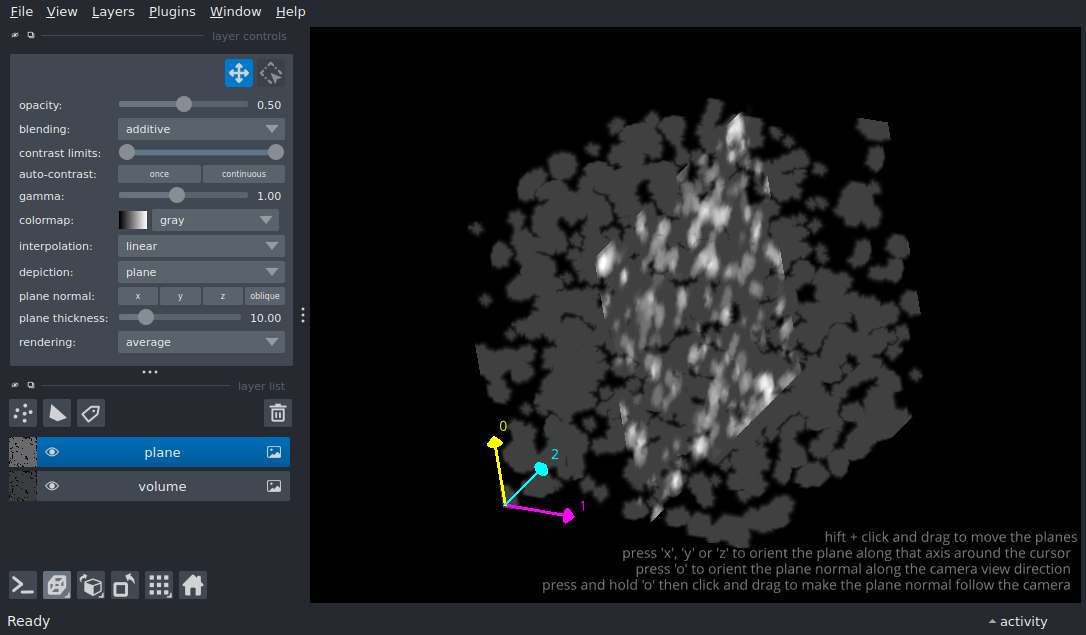 File View Layers Plugins Window Help
layer controls
opacity: 0.50
blending: additive
contrast limits:
auto-contrast: once continuous
gamma: 1.00
colormap: gray
interpolation: linear
depiction: plane
plane normal: x y z oblique
plane thickness: 10.00
rendering: average
layer list
plane
volume
0
2
1
hift + click and drag to move the planes
press 'x', 'y' or 'z' to orient the plane along that axis around the cursor
press 'o' to orient the plane normal along the camera view direction
press and hold 'o' then click and drag to make the plane normal follow the camera
Ready
activity